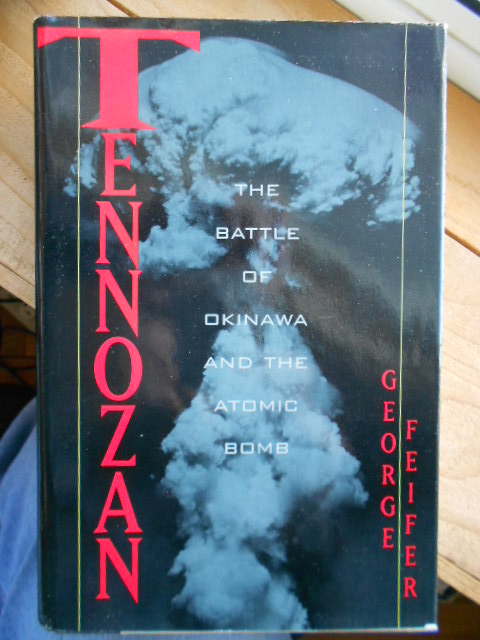 TENNOZAN
THE
BATTLE
OF
OKINAWA
AND THE
ATOMIC
BOMB
GEORGE
FEIFER